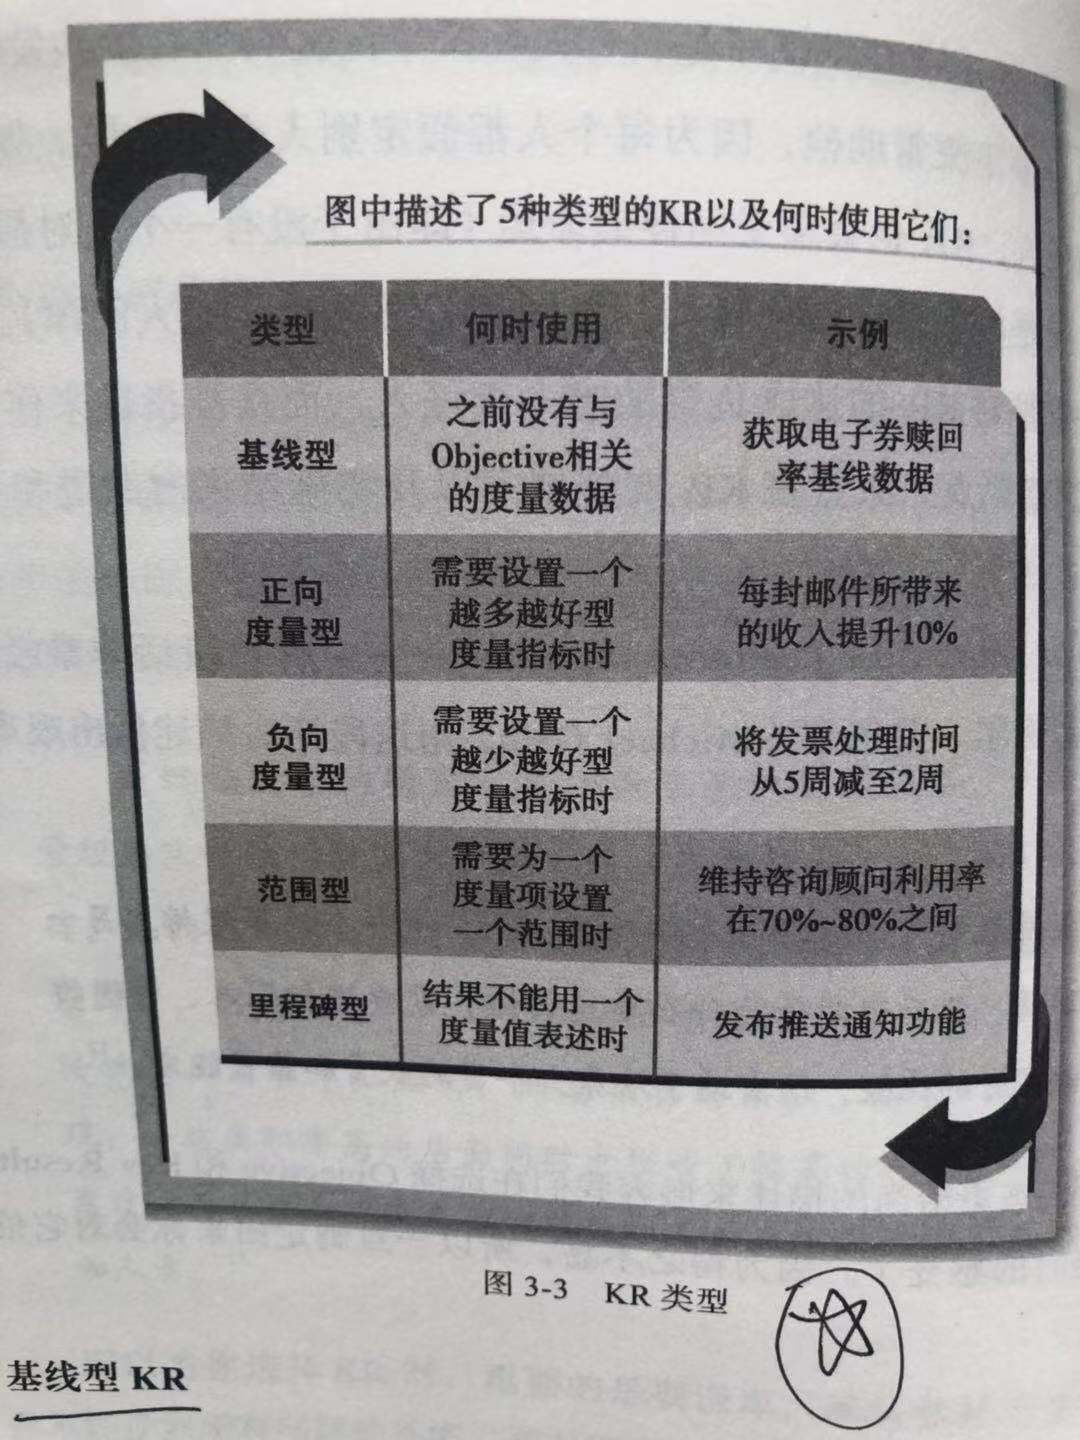 图中描述了5种类型的KR以及何时使用它们：
类型
何时使用
示例
基线型
之前没有与
Objective相关
的度量数据
获取电子券赎回
率基线数据
正向
度量型
需要设置一个
越多越好型
度量指标时
每封邮件所带来
的收入提升10%
负向
度量型
需要设置一个
越少越好型
度量指标时
将发票处理时间
从5周减至2周
范围型
需要为一个
度量项设置
一个范围时
维持咨询顾问利用率
在70%~80%之间
里程碑型
结果不能用一个
度量值表述时
发布推送通知功能
图 3-3 KR 类型
基线型 KR